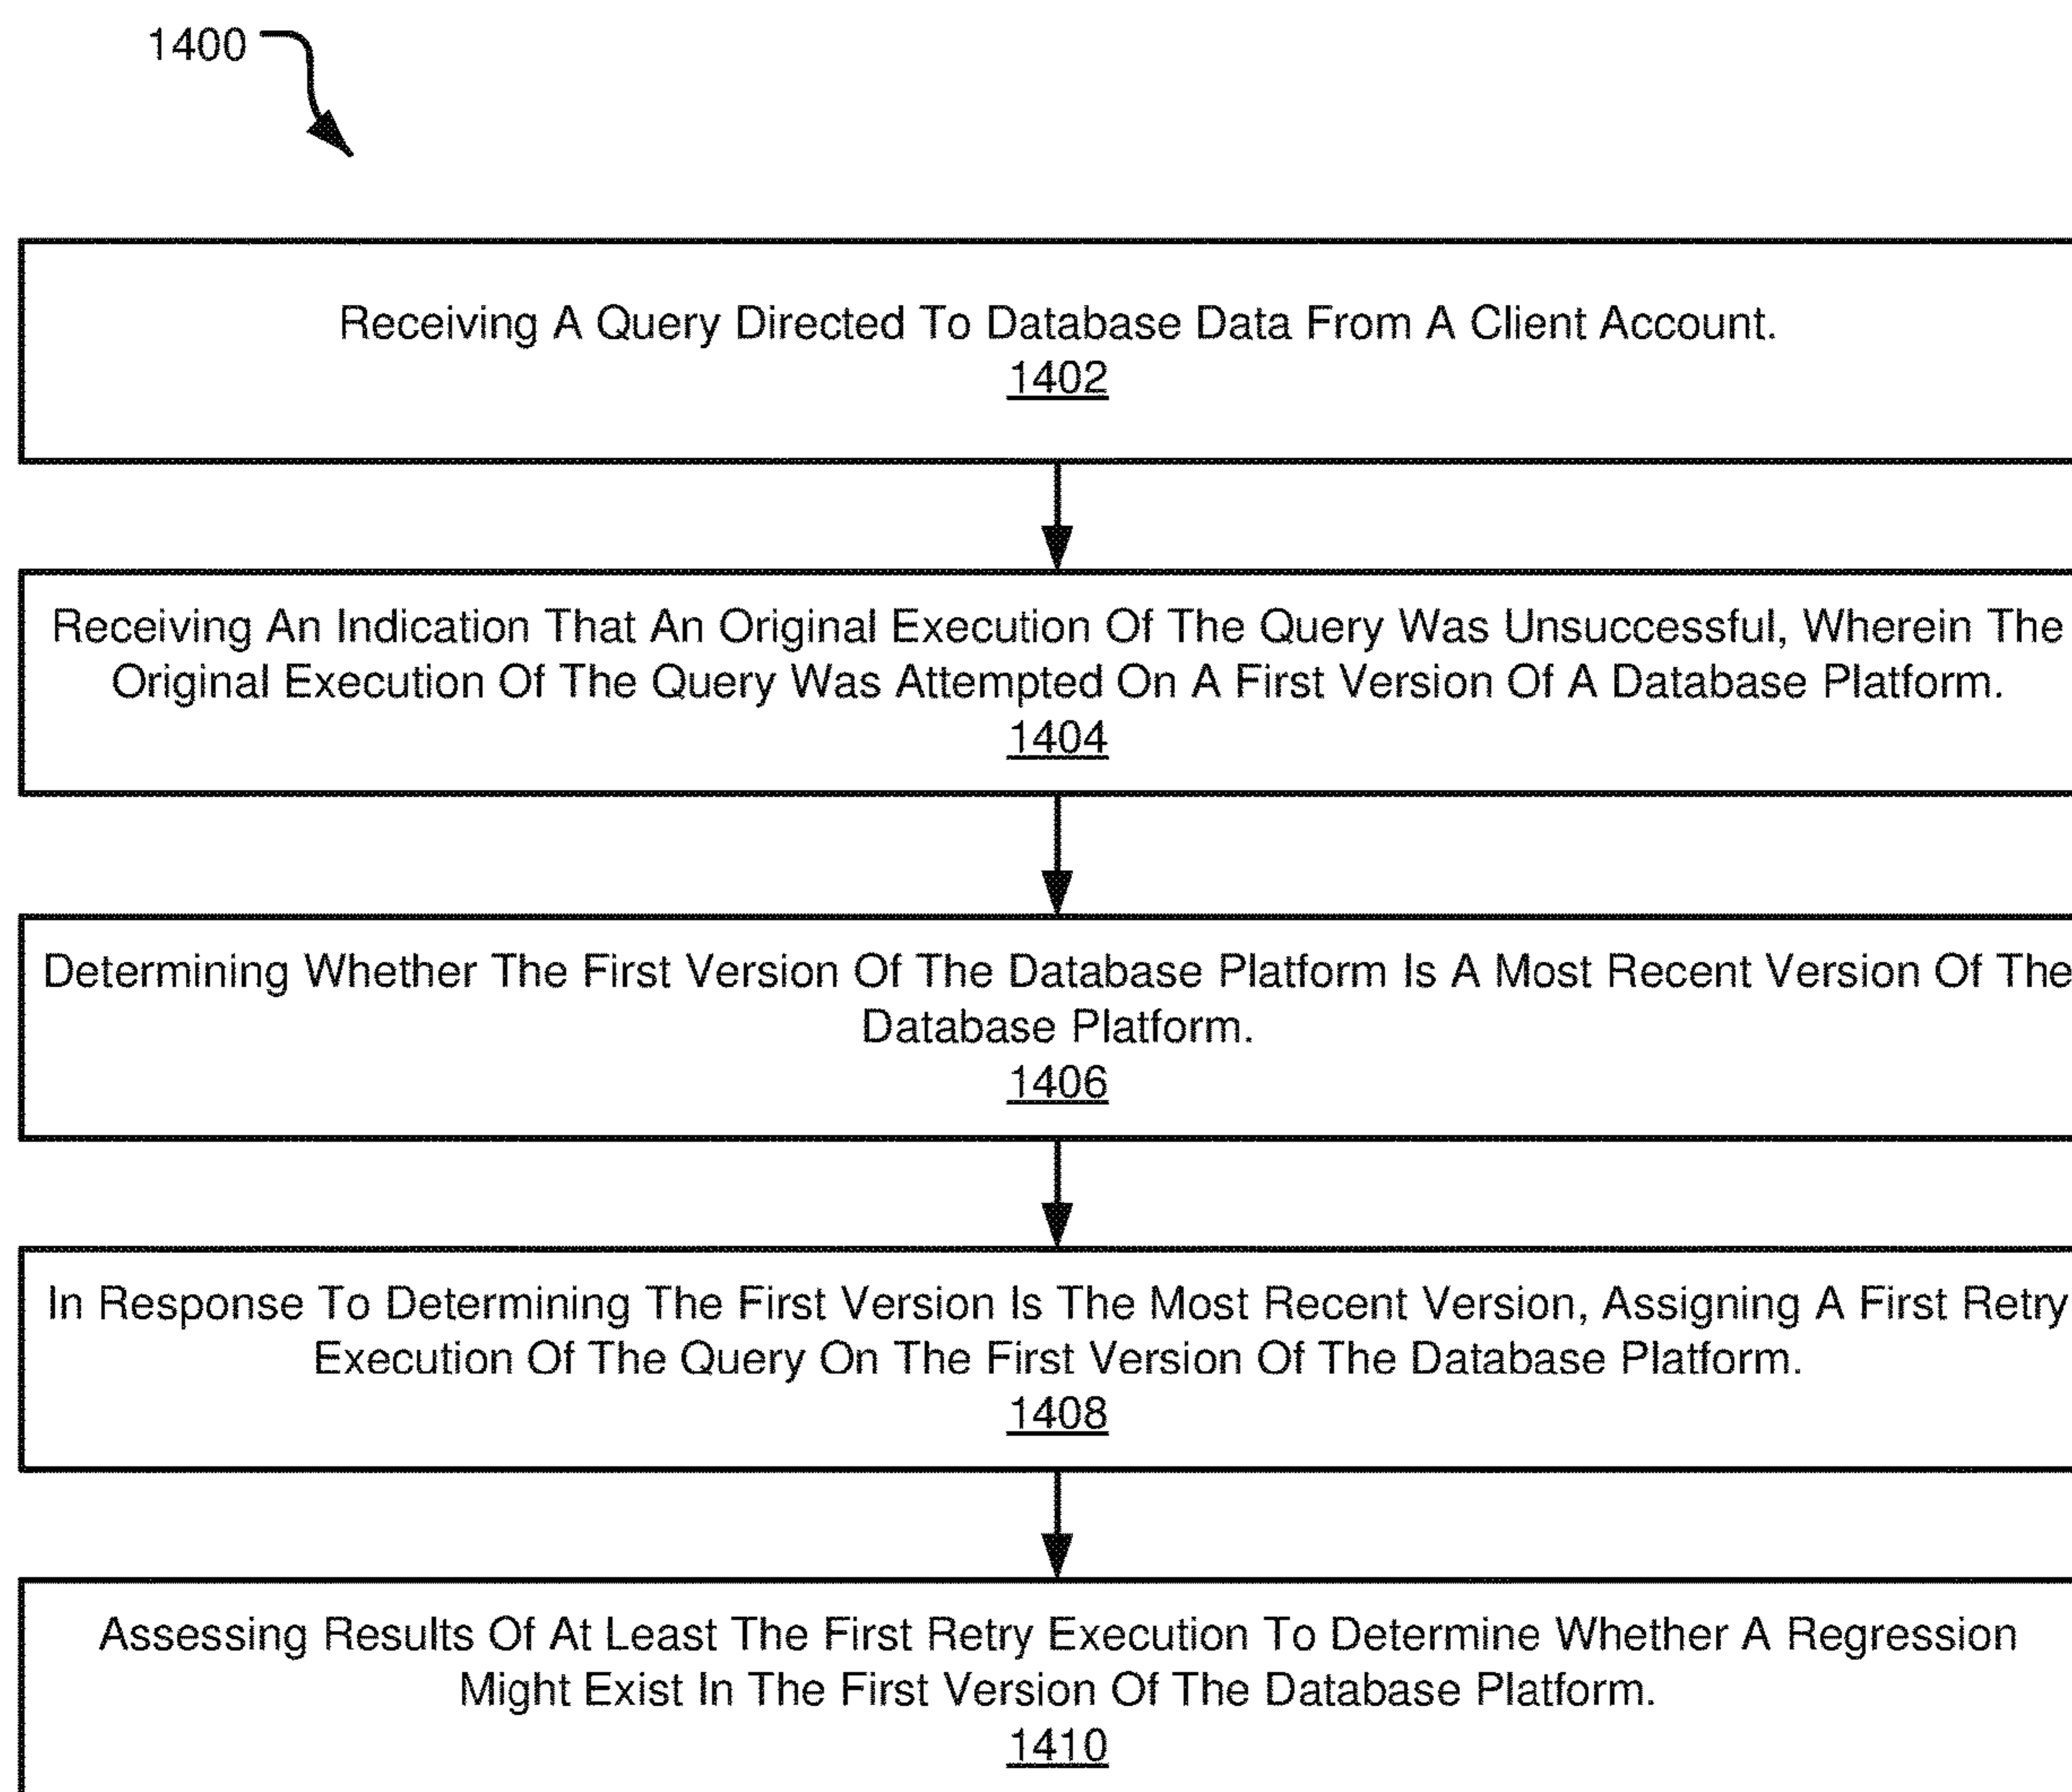 1400
Receiving A Query Directed To Database Data From A Client Account.
1402
Receiving An Indication That An Original Execution Of The Query Was Unsuccessful, Wherein The
Original Execution Of The Query Was Attempted On A First Version Of A Database Platform.
1404
Determining Whether The First Version Of The Database Platform Is A Most Recent Version Of The
Database Platform.
1406
In Response To Determining The First Version Is The Most Recent Version, Assigning A First Retry
Execution Of The Query On The First Version Of The Database Platform.
1408
Assessing Results Of At Least The First Retry Execution To Determine Whether A Regression
Might Exist In The First Version Of The Database Platform.
1410